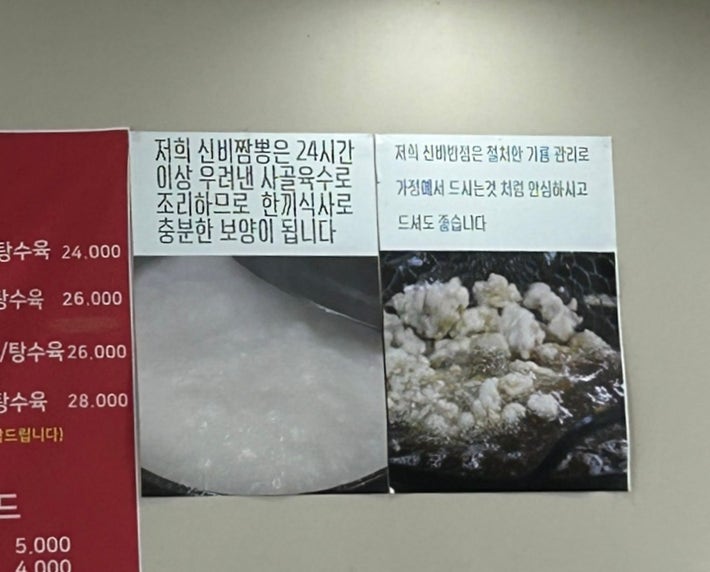 탕수육 24.000
탕수육 26.000
/탕수육 26.000
탕수육 28.000
드립니다)
드
5.000
4.000
저희 신비짬뽕은 24시간
이상 우려낸 사골육수로
조리하므로 한끼식사로
충분한 보양이 됩니다
저희 신비반점은 철처한 기름 관리로
가정에서 드시는것 처럼 안심하시고
드셔도 좋습니다